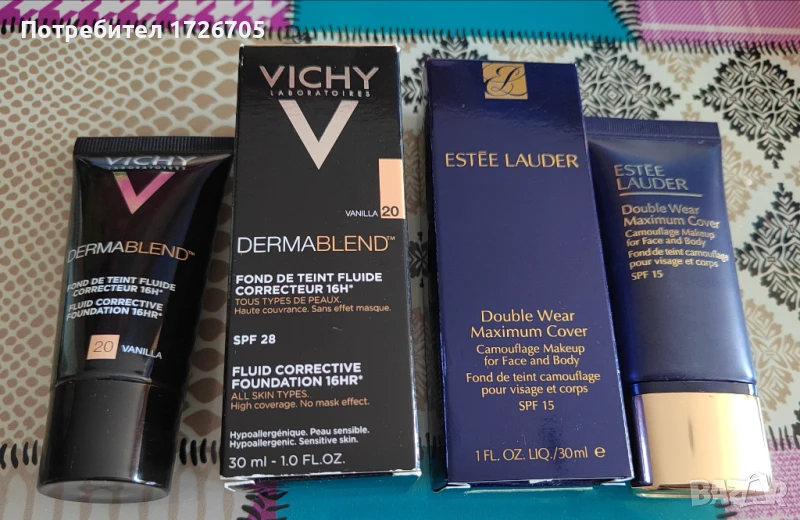 Потребител 1726705
VICHY
LABORATOIRES
DERMABLEND™
FOND DE TEINT FLUIDE
CORRECTEUR 16H*
FLUID CORRECTIVE
FOUNDATION 16HR*
20 VANILLA
VICHY
LABORATOIRES
VANILLA 20
DERMABLEND™
FOND DE TEINT FLUIDE
CORRECTEUR 16H*
TOUS TYPES DE PEAUX.
Haute couvrance. Sans effet masque.
SPF 28
FLUID CORRECTIVE
FOUNDATION 16HR*
ALL SKIN TYPES.
High coverage. No mask effect.
Hypoallergénique. Peau sensible.
Hypoallergenic. Sensitive skin.
30 ml - 1.0 FL.OZ.
ESTĒE LAUDER
Double Wear
Maximum Cover
Camouflage Makeup
for Face and Body
Fond de teint camouflage
pour visage et corps
SPF 15
1 FL. OZ. LIQ./30ml e
ESTĒE
LAUDER
Double Wear
Maximum Cover
Camouflage Makeup
for Face and Body
Fond de teint camouflage
pour visage et corps
SPF 15
Bazar